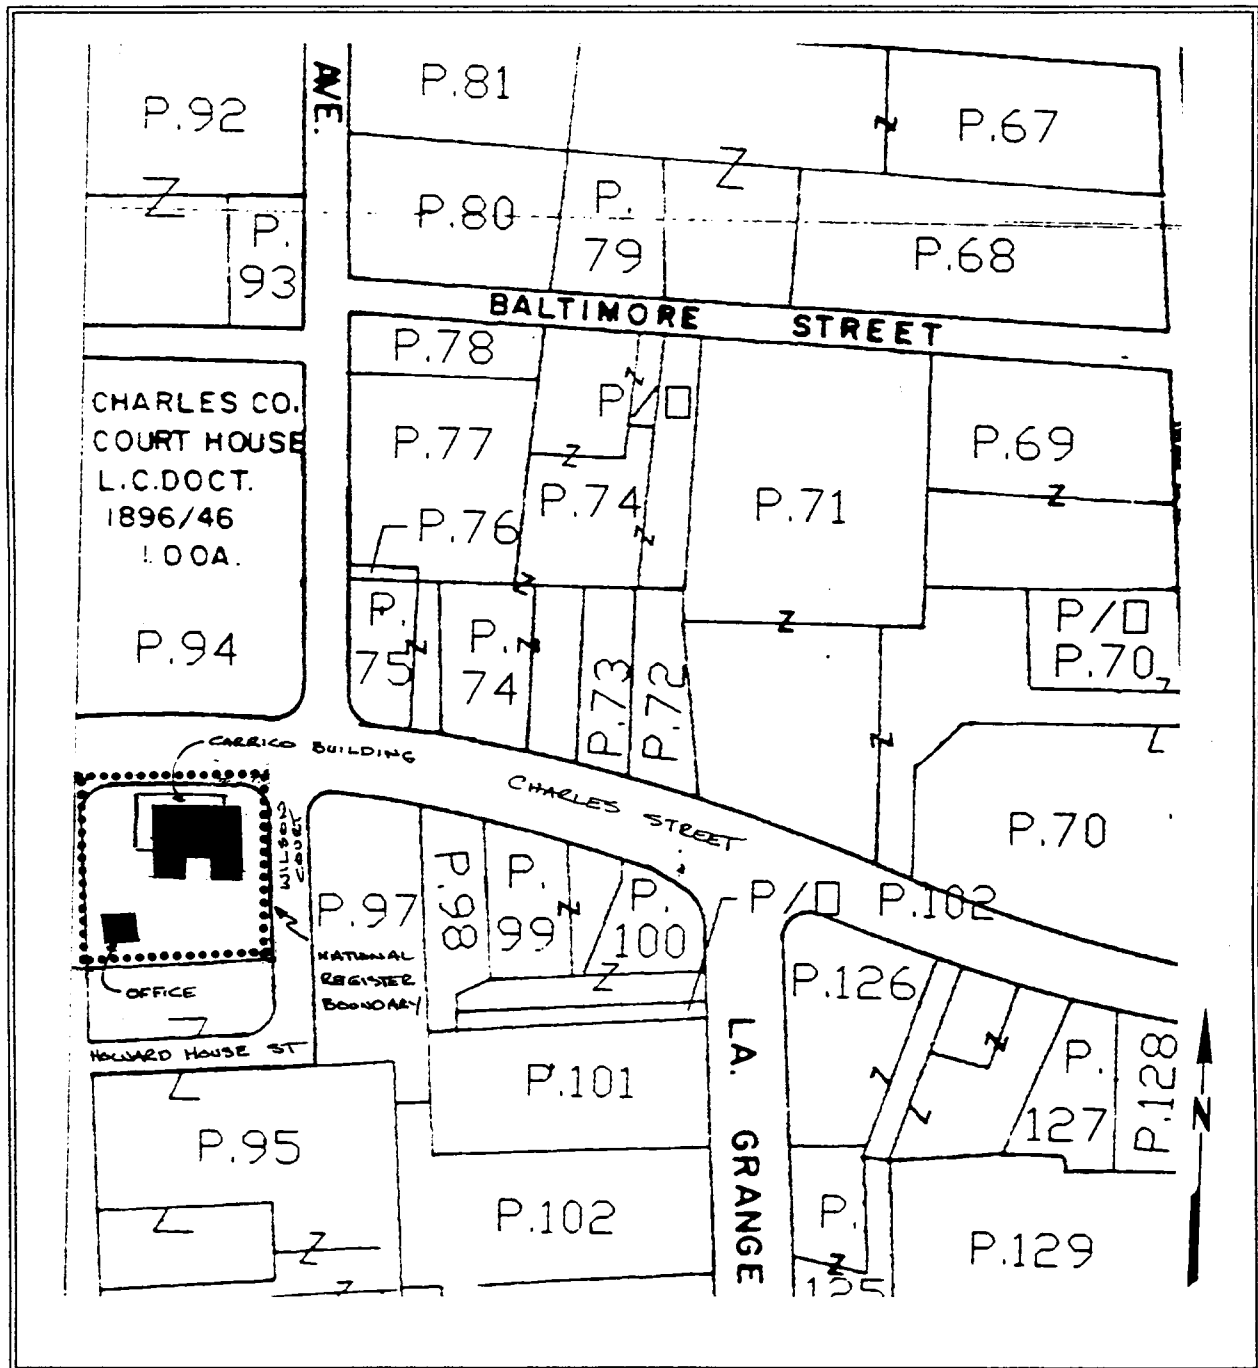 P.92
AVE.
P.81
P.67
P.
93
P.80
P.
79
P.68
BALTIMORE STREET
P.78
CHARLES CO.
COURT HOUSE
L.C.DOCT.
1896/46
1.00A.
P.94
P.77
P/O
P.74
P.71
P.69
P.76
P.
75
P.
74
P.73
P.72
P/O
P.70
CARRICO BUILDING
CHARLES STREET
WILSON
COURT
P.70
P.97
P.98
P.
99
P.
100
P/O P.102
NATIONAL
REGISTER
BOUNDARY
OFFICE
P.126
HOWARD HOUSE ST
LA. GRANGE
P.101
P.
127
P.128
N
P.95
P.102
P.
125
P.129